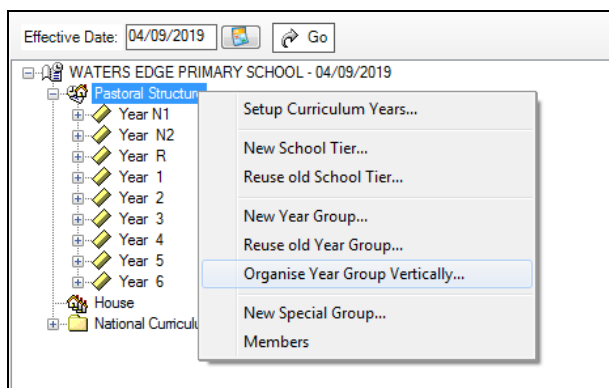 Effective Date: 04/09/2019 Go
WATERS EDGE PRIMARY SCHOOL - 04/09/2019
Pastoral Structure
Year N1
Year N2
Year R
Year 1
Year 2
Year 3
Year 4
Year 5
Year 6
House
National Curriculu
Setup Curriculum Years...
New School Tier...
Reuse old School Tier...
New Year Group...
Reuse old Year Group...
Organise Year Group Vertically...
New Special Group...
Members